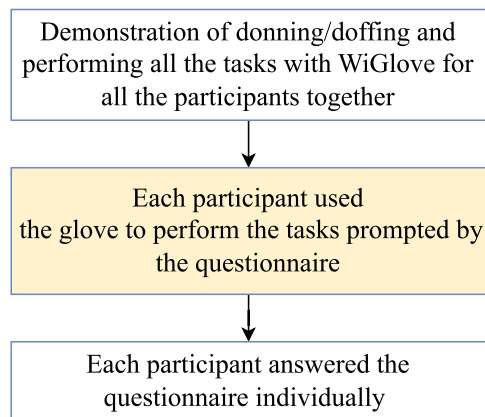 Demonstration of donning/doffing and
performing all the tasks with WiGlove for
all the participants together
Each participant used
the glove to perform the tasks prompted by
the questionnaire
Each participant answered the
questionnaire individually